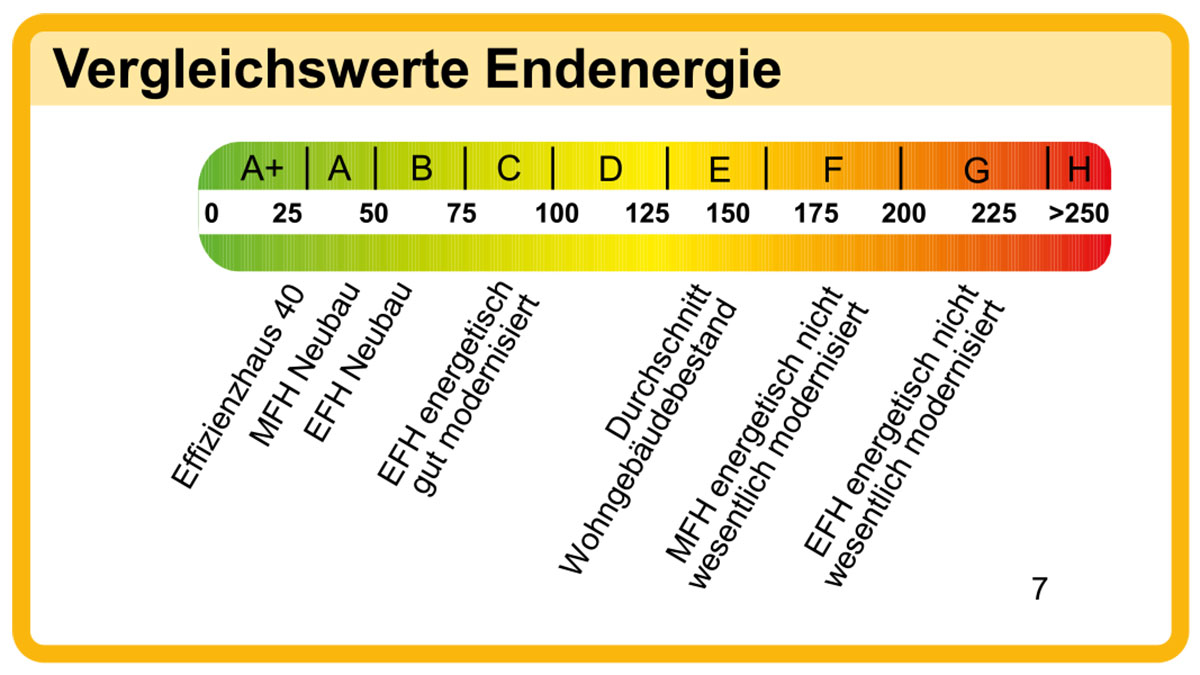 Vergleichswerte Endenergie
A+ | A | B | C | D | E | F | G | H
0 25 50 75 100 125 150 175 200 225 >250
Effizienzhaus 40
MFH Neubau
EFH Neubau
EFH energetisch
gut modernisiert
Durchschnitt
Wohngebäudebestand
MFH energetisch nicht
wesentlich modernisiert
EFH energetisch nicht
wesentlich modernisiert
7